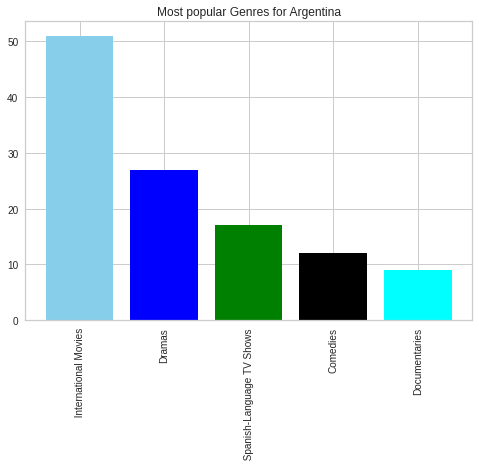 Most popular Genres for Argentina
50
40
30
20
10
0
International Movies
Dramas
Spanish-Language TV Shows
Comedies
Documentaries